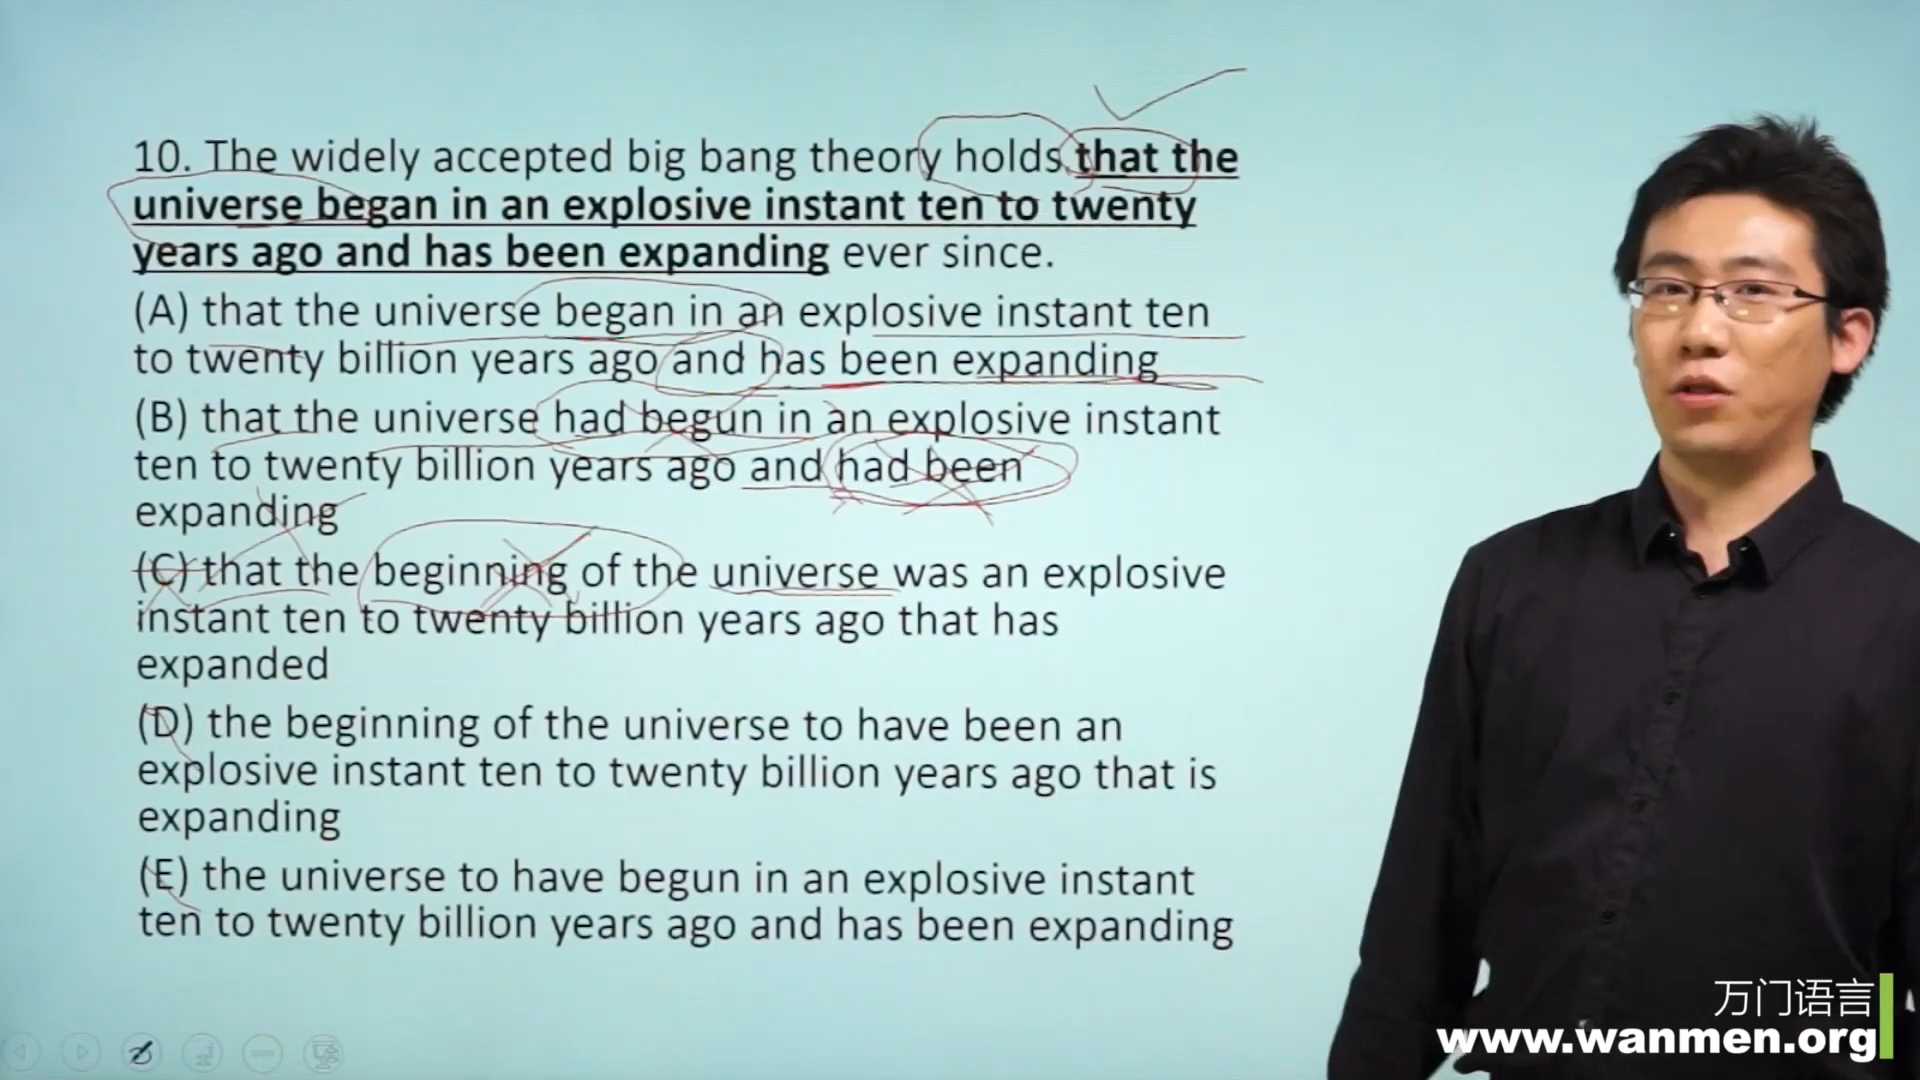 10. The widely accepted big bang theory holds that the
universe began in an explosive instant ten to twenty
years ago and has been expanding ever since.
(A) that the universe began in an explosive instant ten
to twenty billion years ago and has been expanding
(B) that the universe had begun in an explosive instant
ten to twenty billion years ago and had been
expanding
(C) that the beginning of the universe was an explosive
instant ten to twenty billion years ago that has
expanded
(D) the beginning of the universe to have been an
explosive instant ten to twenty billion years ago that is
expanding
(E) the universe to have begun in an explosive instant
ten to twenty billion years ago and has been expanding
万门语言
www.wanmen.org